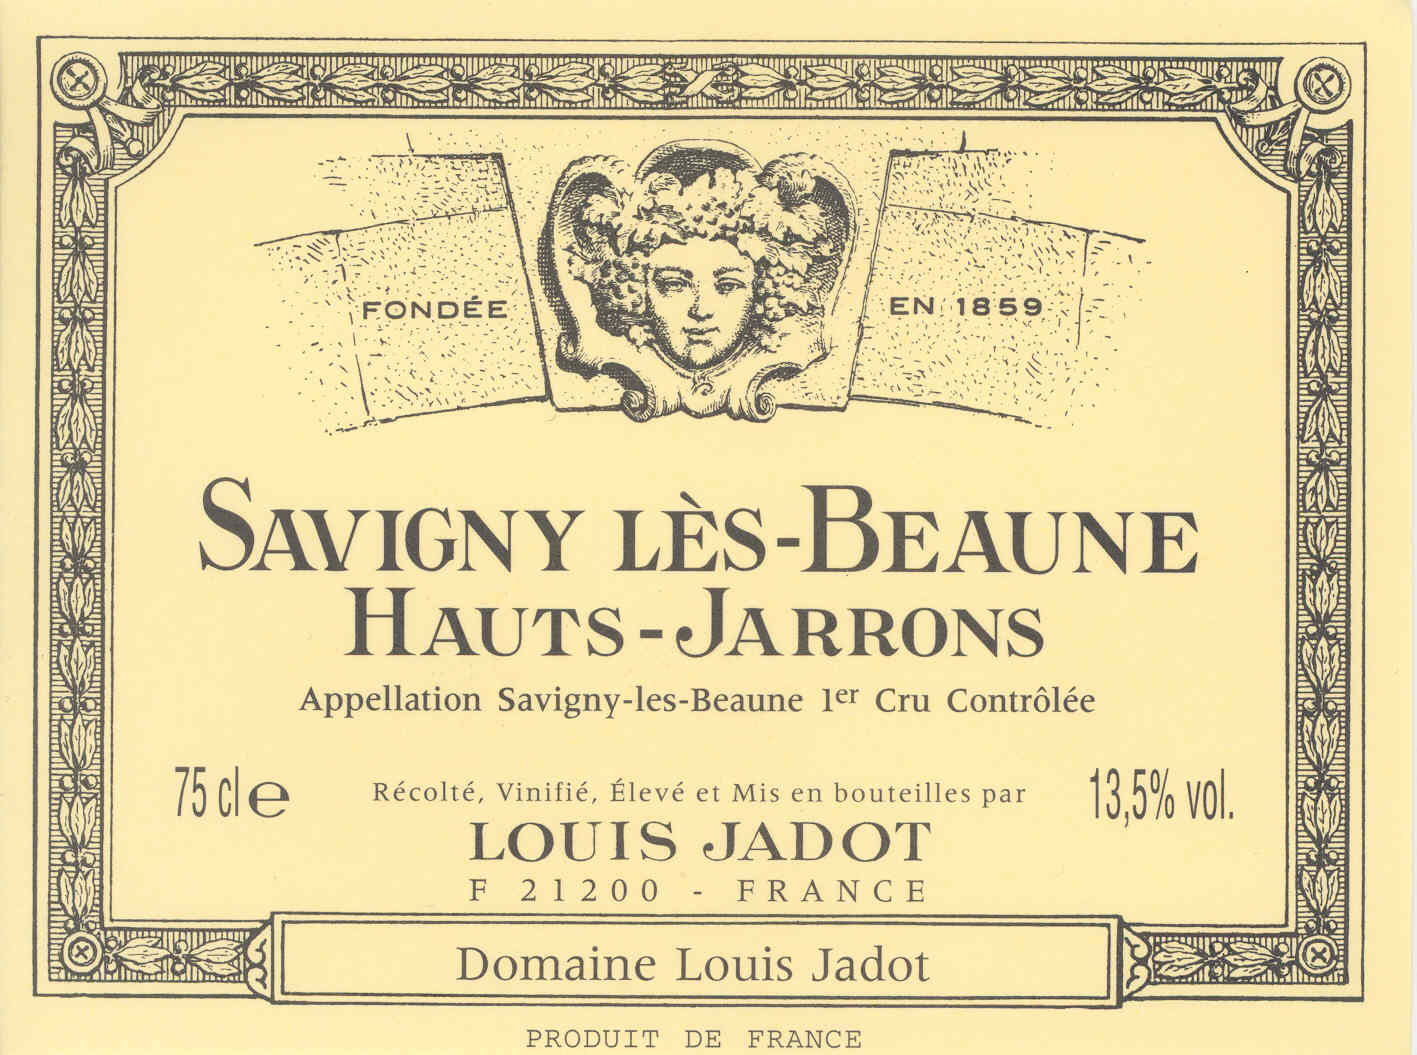 FONDÉE EN 1859
SAVIGNY LÈS-BEAUNE
HAUTS-JARRONS
Appellation Savigny-les-Beaune 1er Cru Contrôlée
75 cl e Récolté, Vinifié, Élevé et Mis en bouteilles par 13,5% vol.
LOUIS JADOT
F 21200 - FRANCE
Domaine Louis Jadot
PRODUIT DE FRANCE